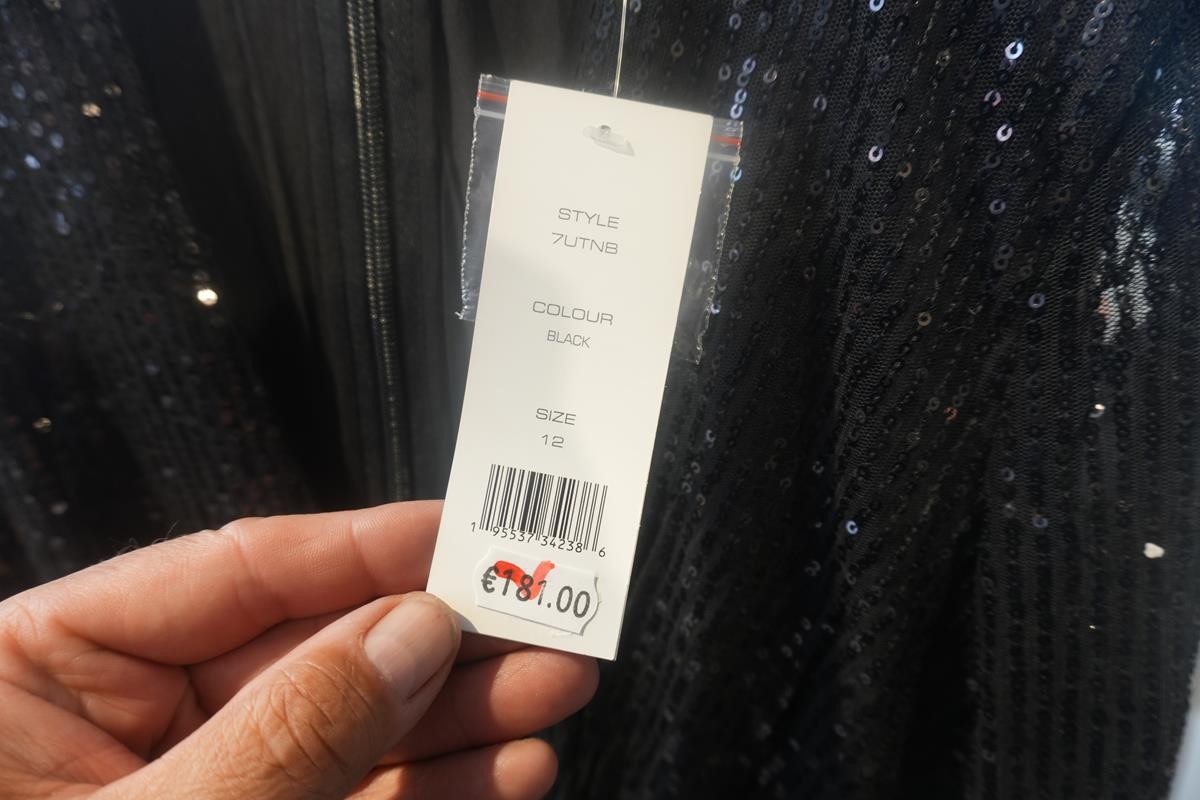 STYLE
7UTNB
COLOUR
BLACK
SIZE
12
1 95537 34238 6
€181.00